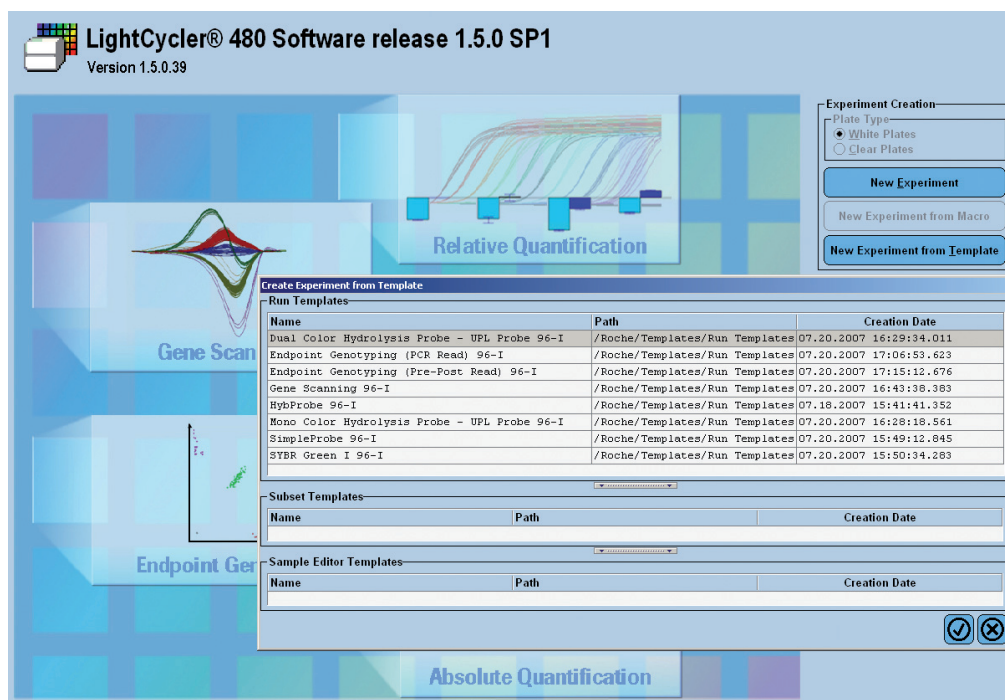 LightCycler® 480 Software release 1.5.0 SP1
Version 1.5.0.39
Experiment Creation
Plate Type
White Plates
Clear Plates
New Experiment
New Experiment from Macro
New Experiment from Template
Relative Quantification
Gene Scan
Endpoint Gen
Absolute Quantification
Create Experiment from Template
Run Templates
Name Path Creation Date
Dual Color Hydrolysis Probe - UPL Probe 96-I /Roche/Templates/Run Templates 07.20.2007 16:29:34.011
Endpoint Genotyping (PCR Read) 96-I /Roche/Templates/Run Templates 07.20.2007 17:06:53.623
Endpoint Genotyping (Pre-Post Read) 96-I /Roche/Templates/Run Templates 07.20.2007 17:15:12.676
Gene Scanning 96-I /Roche/Templates/Run Templates 07.20.2007 16:43:38.383
HybProbe 96-I /Roche/Templates/Run Templates 07.18.2007 15:41:41.352
Mono Color Hydrolysis Probe - UPL Probe 96-I /Roche/Templates/Run Templates 07.20.2007 16:28:18.561
SimpleProbe 96-I /Roche/Templates/Run Templates 07.20.2007 15:49:12.845
SYBR Green I 96-I /Roche/Templates/Run Templates 07.20.2007 15:50:34.283
Subset Templates
Name Path Creation Date
Sample Editor Templates
Name Path Creation Date